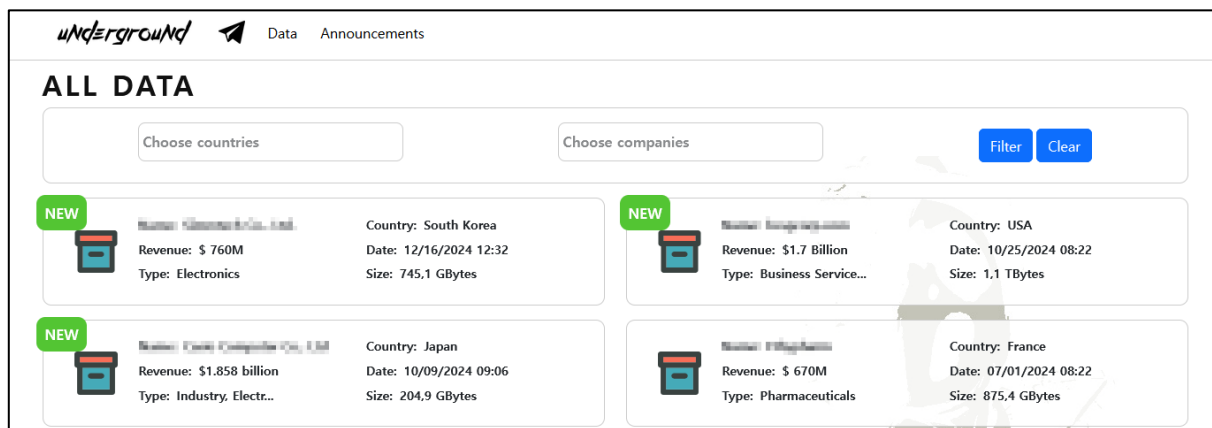 uNdergrouNd Data Announcements
ALL DATA
Choose countries
Choose companies
Filter Clear
NEW
Country: South Korea
Revenue: $ 760M
Date: 12/16/2024 12:32
Type: Electronics
Size: 745,1 GBytes
NEW
Country: USA
Revenue: $1.7 Billion
Date: 10/25/2024 08:22
Type: Business Service...
Size: 1,1 TBytes
NEW
Country: Japan
Revenue: $1.858 billion
Date: 10/09/2024 09:06
Type: Industry, Electr...
Size: 204,9 GBytes
Country: France
Revenue: $ 670M
Date: 07/01/2024 08:22
Type: Pharmaceuticals
Size: 875,4 GBytes